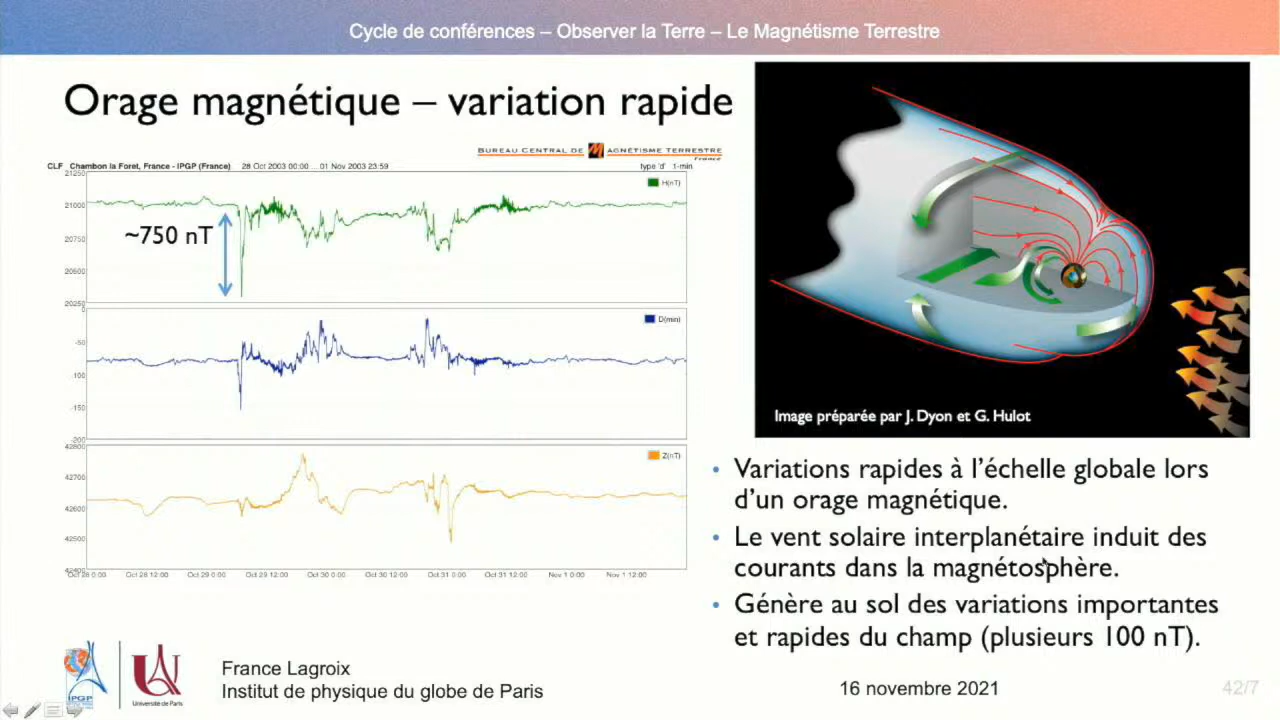 Cycle de conférences – Observer la Terre – Le Magnétisme Terrestre
Orage magnétique – variation rapide
BUREAU CENTRAL DE MAGNÉTISME TERRESTRE
France
CLF Chambon la Foret, France - IPGP (France) 28 Oct 2003 00:00 ... 01 Nov 2003 23:59 type 'd' 1-min
21250
21000
20750
20500
20250
H(nT)
~750 nT
0
-50
-100
-150
-200
D(min)
42800
42700
42600
42500
42400
Z(nT)
Oct 28 0:00 Oct 28 12:00 Oct 29 0:00 Oct 29 12:00 Oct 30 0:00 Oct 30 12:00 Oct 31 0:00 Oct 31 12:00 Nov 1 0:00 Nov 1 12:00
Image préparée par J. Dyon et G. Hulot
• Variations rapides à l'échelle globale lors
d'un orage magnétique.
• Le vent solaire interplanétaire induit des
courants dans la magnétosphère.
• Génère au sol des variations importantes
et rapides du champ (plusieurs 100 nT).
IPGP
Université de Paris
France Lagroix
Institut de physique du globe de Paris
16 novembre 2021
42/7